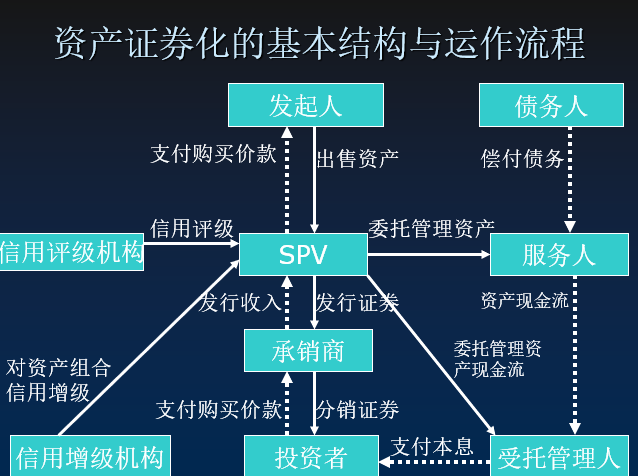 资产证券化的基本结构与运作流程
发起人
债务人
支付购买价款
出售资产
偿付债务
信用评级
委托管理资产
信用评级机构
SPV
服务人
发行收入
发行证券
资产现金流
承销商
委托管理资
产现金流
对资产组合
信用增级
支付购买价款
分销证券
支付本息
信用增级机构
投资者
受托管理人